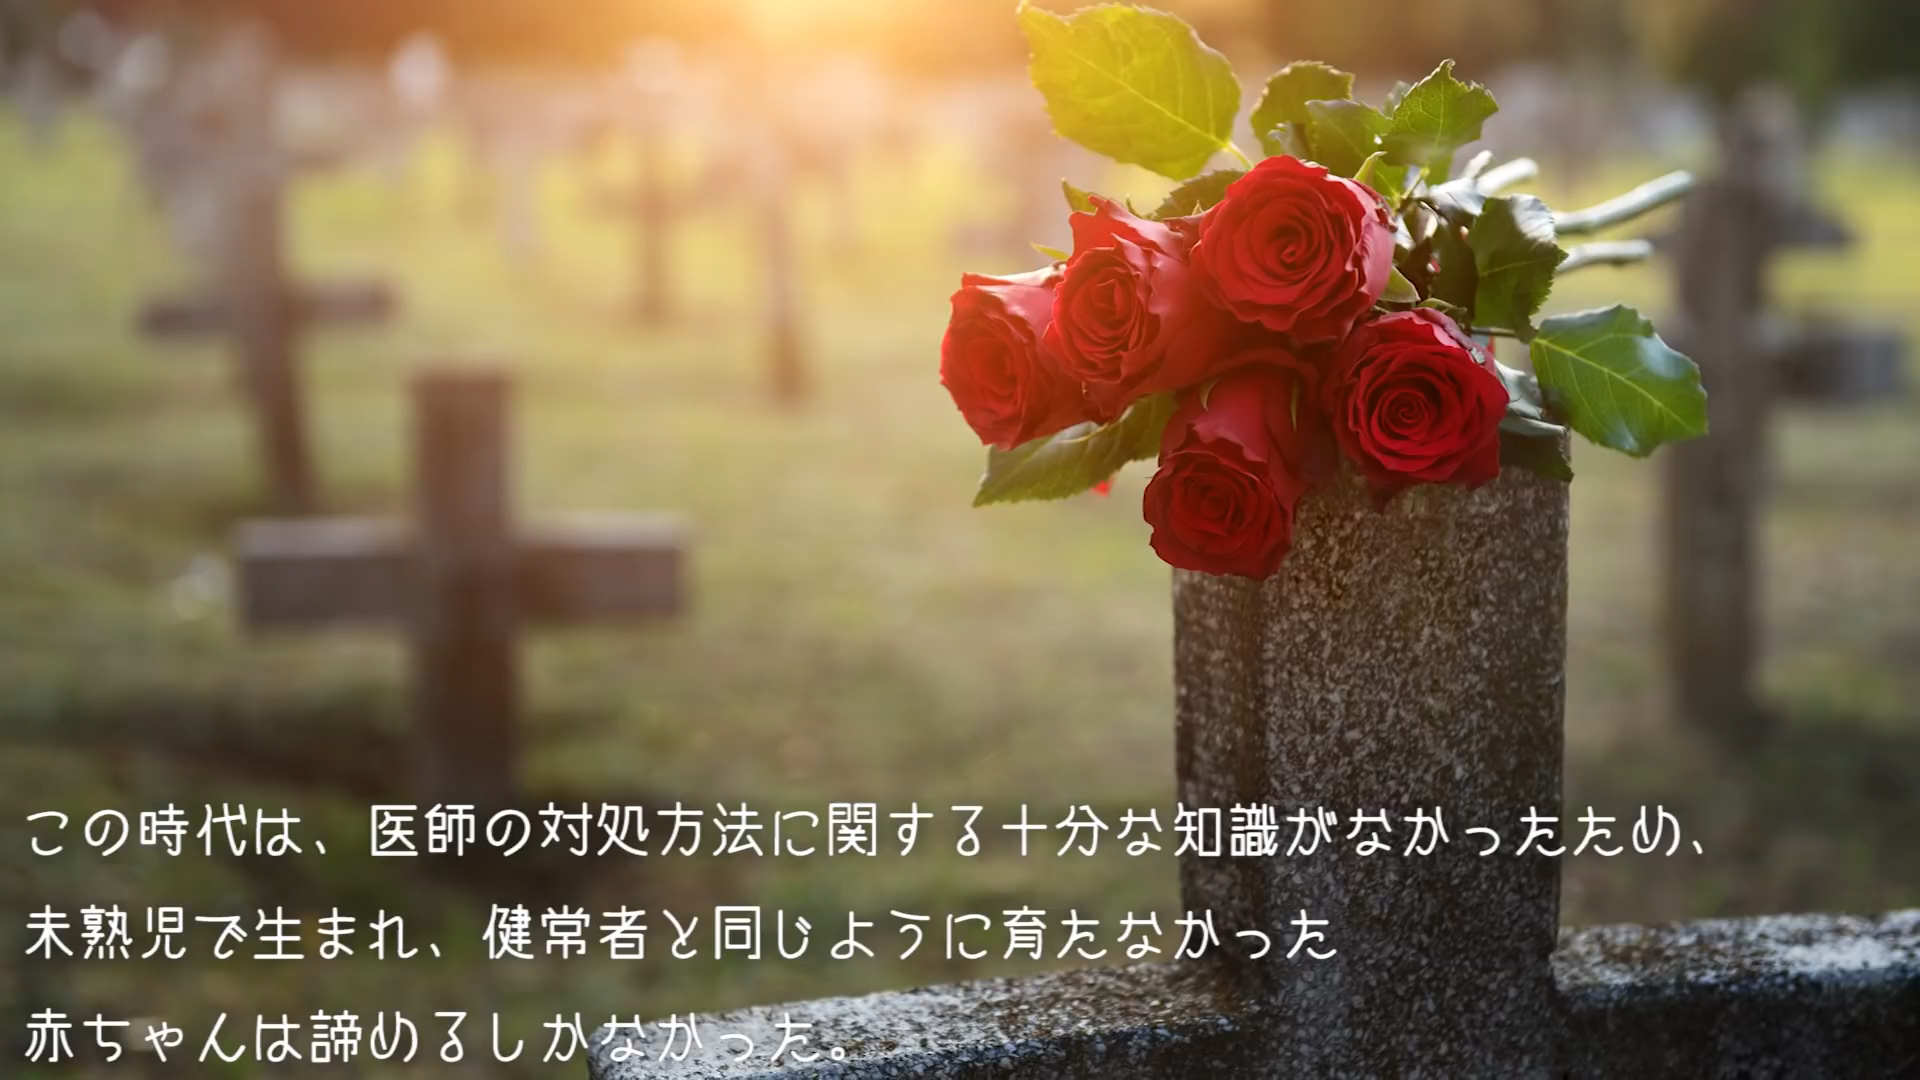 この時代は、医師の対処方法に関する十分な知識がなかったため、
未熟児で生まれ、健常者と同じように育たなかった
赤ちゃんは諦めるしかなかった。